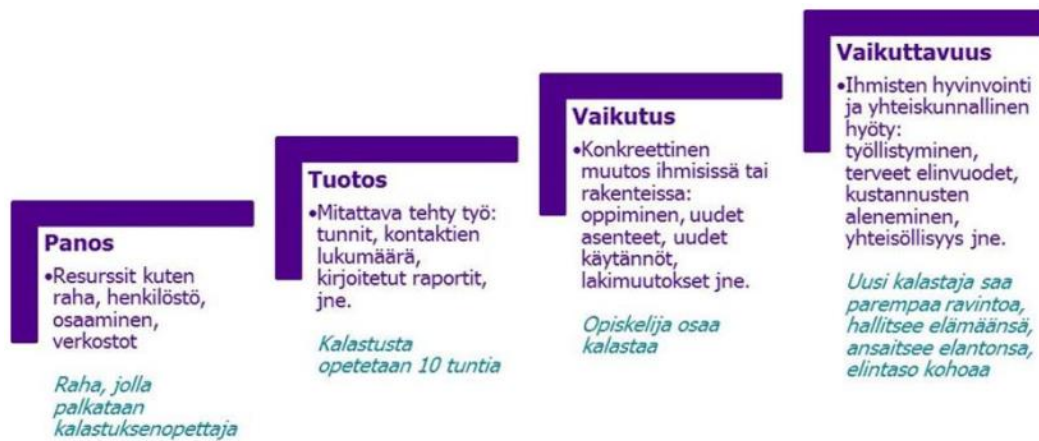 Panos
•Resurssit kuten
raha, henkilöstö,
osaaminen,
verkostot
Raha, jolla
palkataan
kalastuksenopettaja
Tuotos
•Mitattava tehty työ:
tunnit, kontaktien
lukumäärä,
kirjoitetut raportit,
jne.
Kalastusta
opetetaan 10 tuntia
Vaikutus
•Konkreettinen
muutos ihmisissä tai
rakenteissa:
oppiminen, uudet
asenteet, uudet
käytännöt,
lakimuutokset jne.
Opiskelija osaa
kalastaa
Vaikuttavuus
•Ihmisten hyvinvointi
ja yhteiskunnallinen
hyöty:
työllistyminen,
terveet elinvuodet,
kustannusten
aleneminen,
yhteisöllisyys jne.
Uusi kalastaja saa
parempaa ravintoa,
hallitsee elämäänsä,
ansaitsee elantonsa,
elintaso kohoaa